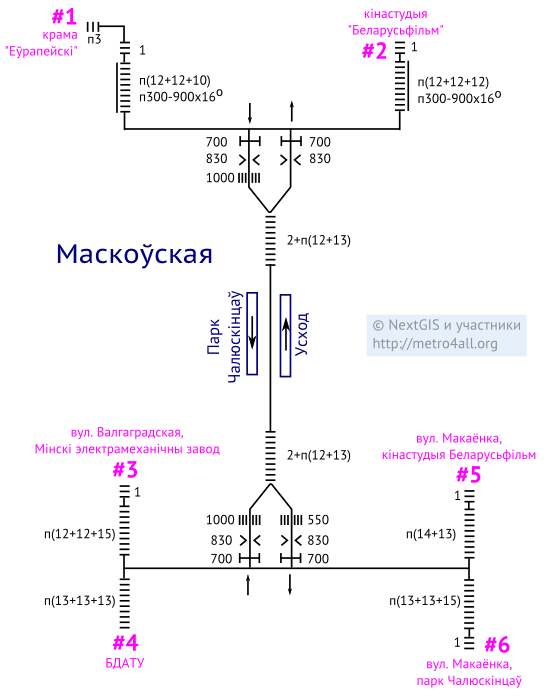 #1
крама
"Еўрапейскі"
п3
1
п(12+12+10)
п300-900х16°
кінастудыя
"Беларусьфільм"
#2
1
п(12+12+12)
п300-900х16°
700
700
830
830
1000
2+п(12+13)
Маскоўская
Парк
Чалюскінцаў
Усход
© NextGIS и участники
http://metro4all.org
2+п(12+13)
вул. Валгаградская,
Мінскі электрамеханічны завод
#3
1
п(12+12+15)
вул. Макаёнка,
кінастудыя Беларусьфільм
#5
1
п(14+13)
1000
550
830
830
700
700
п(13+13+13)
#4
БДАТУ
п(13+13+15)
1
#6
вул. Макаёнка,
парк Чалюскінцаў